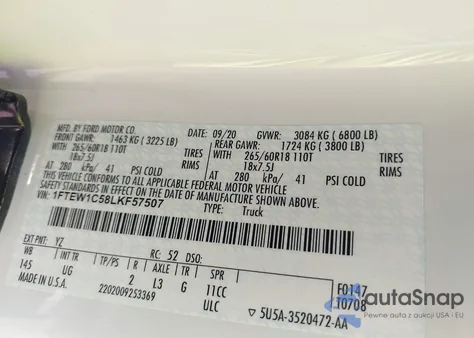 MFD. BY FORD MOTOR CO.
09/20 GVWR: 3084 KG ( 6800 LB)
FRONT GAWR: 1463 KG ( 3225 LB)
REAR GAWR: 1724 KG ( 3800 LB)
WITH 265/60R18 110T TIRES WITH 265/60R18 110T TIRES
18x7.5J RIMS 18x7.5J RIMS
AT 280 kPa/ 41 PSI COLD AT 280 kPa/ 41 PSI COLD
THIS VEHICLE CONFORMS TO ALL APPLICABLE FEDERAL MOTOR VEHICLE
SAFETY STANDARDS IN EFFECT ON THE DATE OF MANUFACTURE SHOWN ABOVE.
VIN: 1FTEW1C58LKF57507
TYPE: Truck
EXT PNT: YZ RC: 52 DSO:
WB INT TR TP/PS R AXLE TR SPR
145 UG 2 L3 G 11CC
F0147
10708
MADE IN U.S.A. 2202009253369 ULC
5U5A-3520472-AA
autoSnap
Pewne auto z aukcji w USA i EU